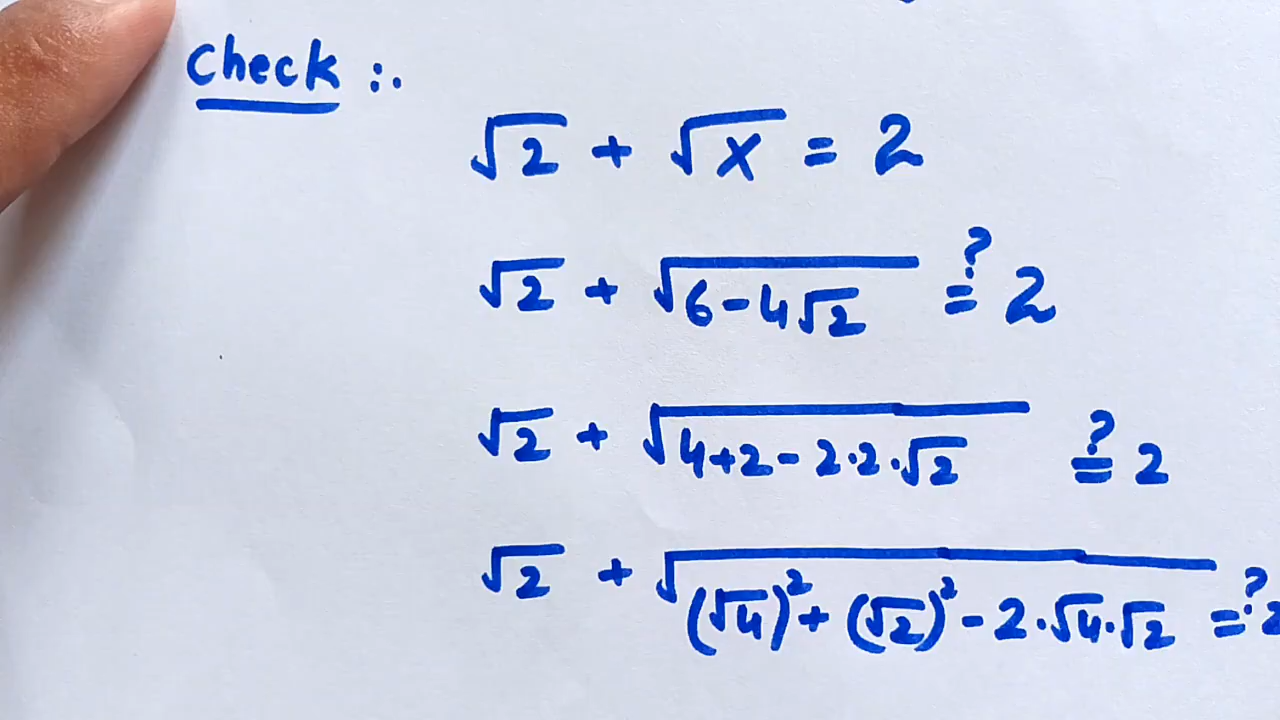 Check :.
√2 + √x = 2
√2 + √(6-4√2) ≟ 2
√2 + √(4+2-2·2·√2) ≟ 2
√2 + √((√4)²+(√2)²-2·√4·√2) ≟ 2